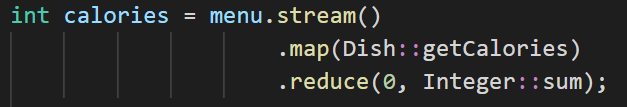 int calories = menu.stream()
.map(Dish::getCalories)
.reduce(0, Integer::sum);